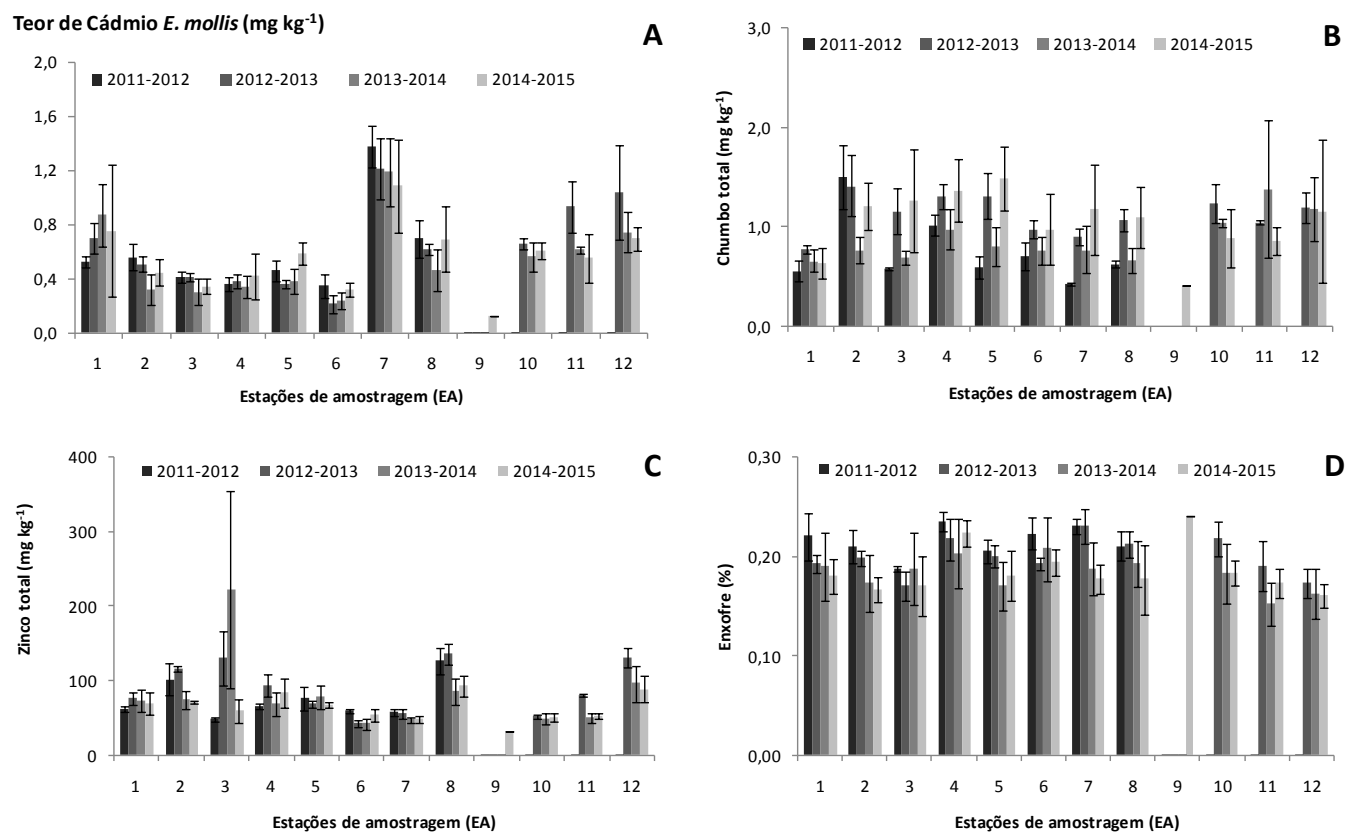 Teor de Cádmio E. mollis (mg kg-1)
A
2011-2012 2012-2013 2013-2014 2014-2015
2,0
1,6
1,2
0,8
0,4
0,0
1 2 3 4 5 6 7 8 9 10 11 12
Estações de amostragem (EA)
B
2011-2012 2012-2013 2013-2014 2014-2015
Chumbo total (mg kg-1)
3,0
2,0
1,0
0,0
1 2 3 4 5 6 7 8 9 10 11 12
Estações de amostragem (EA)
C
2011-2012 2012-2013 2013-2014 2014-2015
Zinco total (mg kg-1)
400
300
200
100
0
1 2 3 4 5 6 7 8 9 10 11 12
Estações de amostragem (EA)
D
2011-2012 2012-2013 2013-2014 2014-2015
Enxofre (%)
0,30
0,20
0,10
0,00
1 2 3 4 5 6 7 8 9 10 11 12
Estações de amostragem (EA)